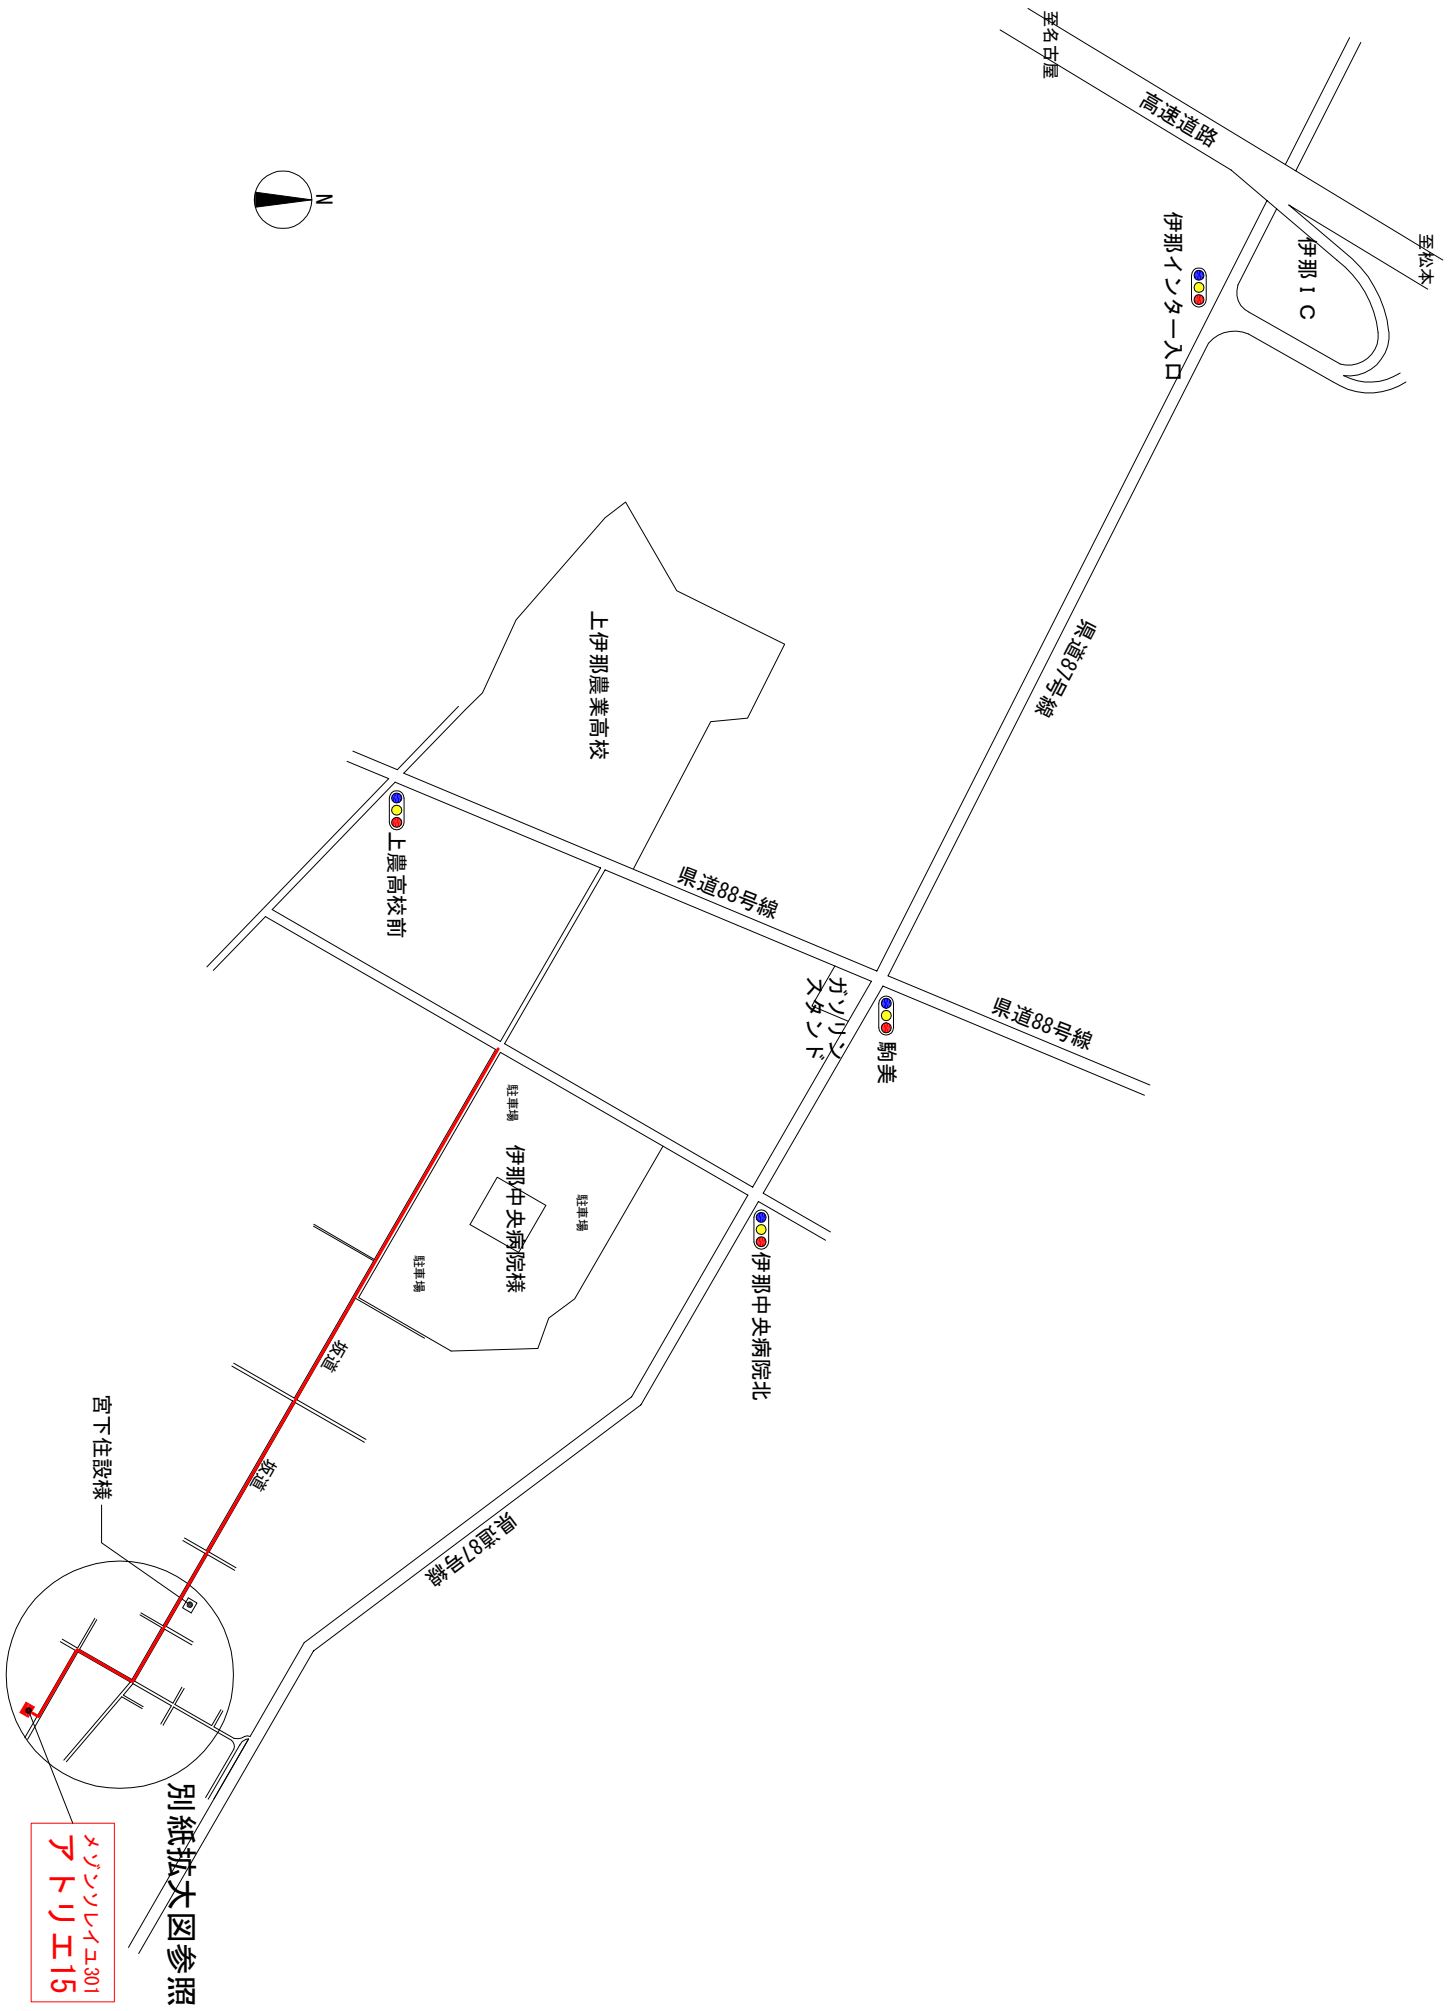 至名古屋
高速道路
至松本
伊那ＩＣ
伊那インター入口
N
県道87号線
上伊那農業高校
上農高校前
県道88号線
県道88号線
ガソリン
スタンド
駒美
駐車場
伊那中央病院様
駐車場
駐車場
伊那中央病院北
坂道
坂道
宮下住設様
県道87号線
別紙拡大図参照
メゾンソレイユ301
アトリエ15